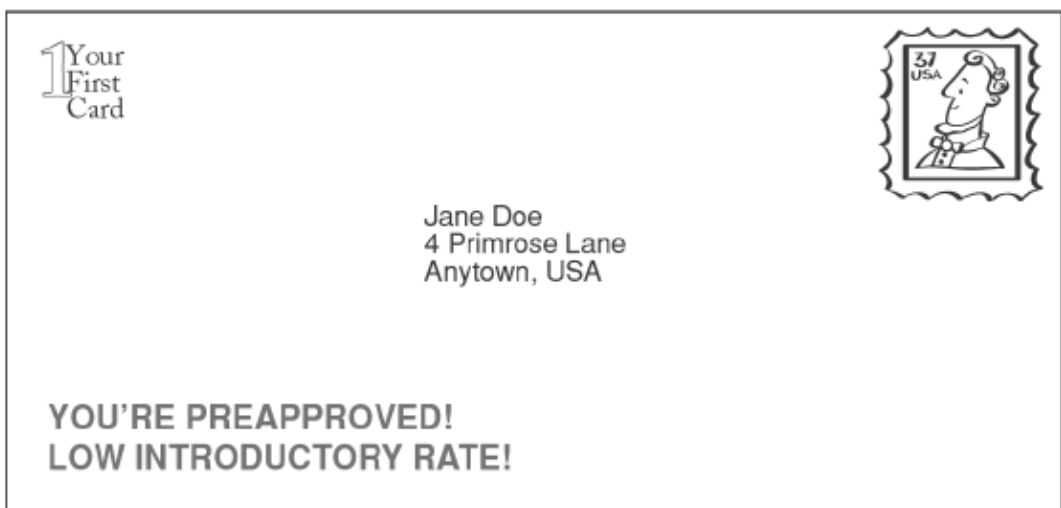 1 Your
First
Card
37
USA
Jane Doe
4 Primrose Lane
Anytown, USA
YOU'RE PREAPPROVED!
LOW INTRODUCTORY RATE!